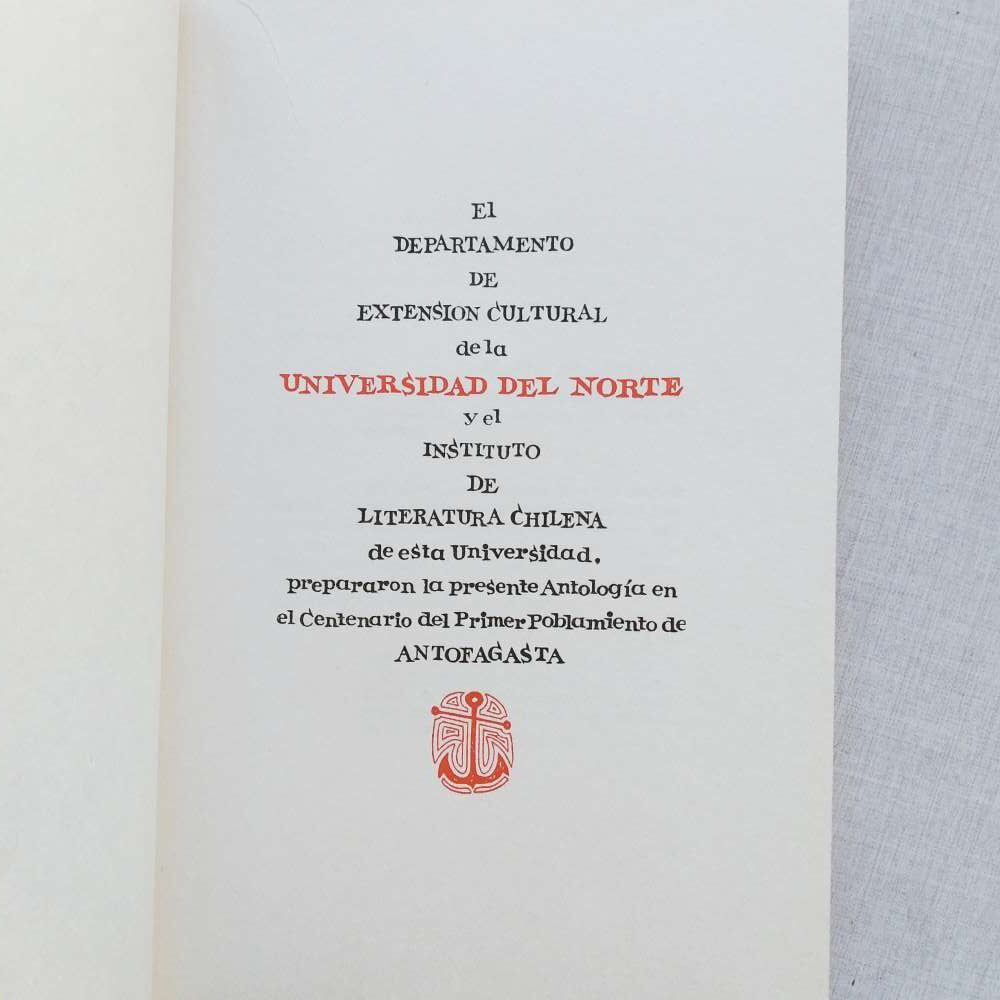 El
DEPARTAMENTO
DE
EXTENSION CULTURAL
de la
UNIVERSIDAD DEL NORTE
y el
INSTITUTO
DE
LITERATURA CHILENA
de esta Universidad,
prepararon la presente Antología en
el Centenario del Primer Poblamiento de
ANTOFAGASTA